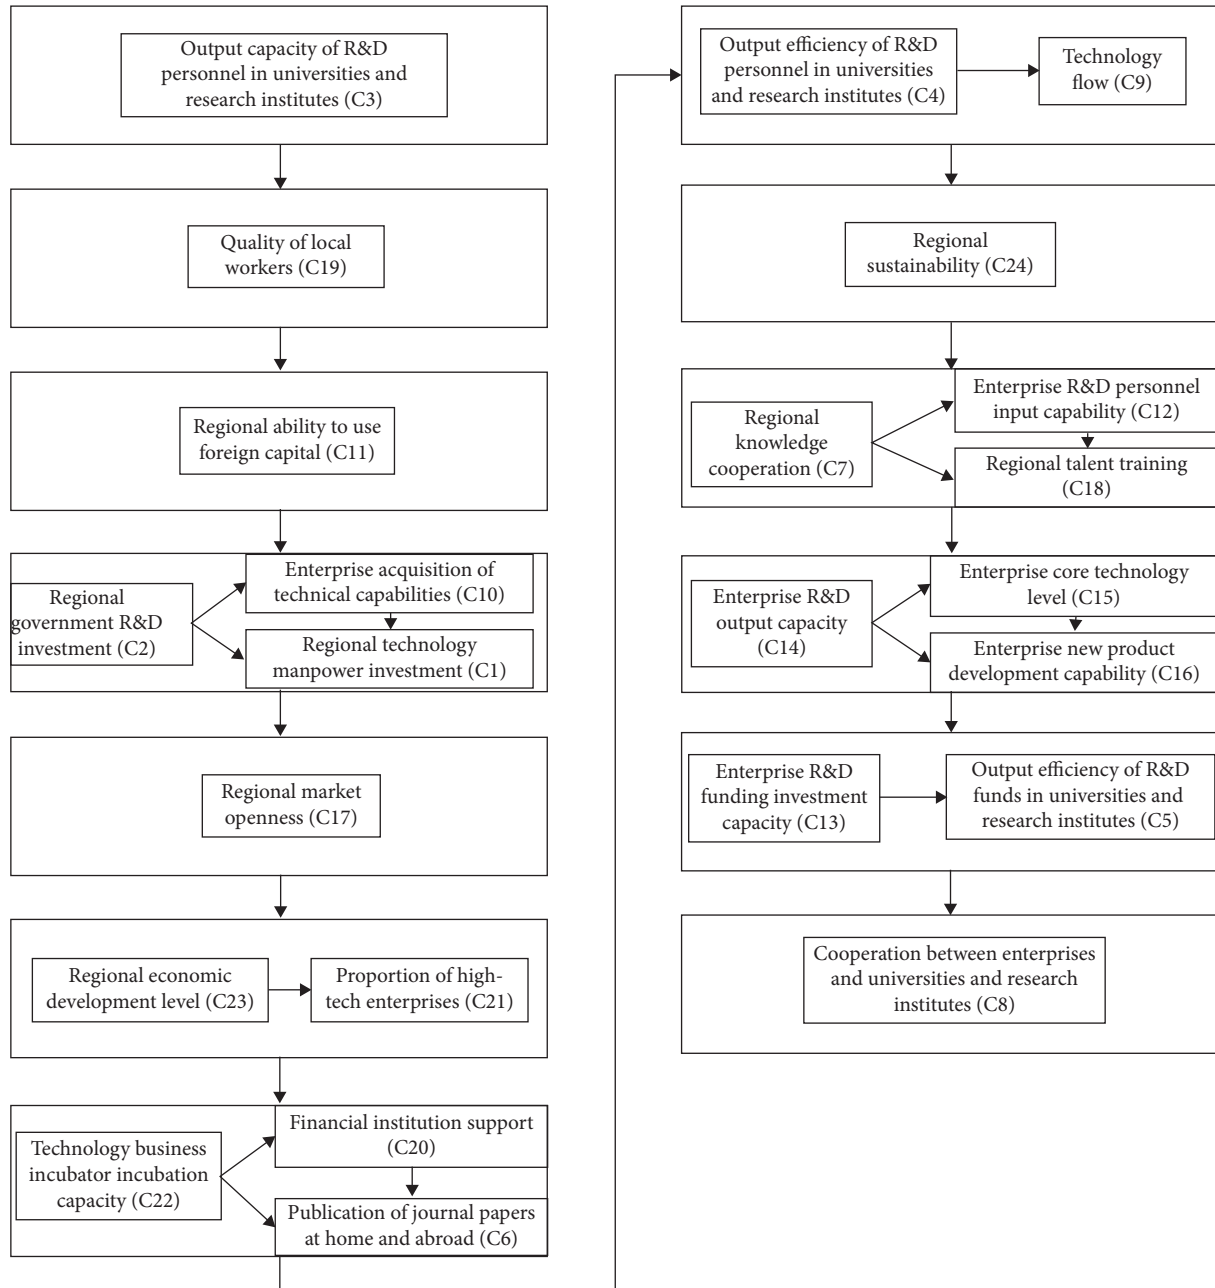 Output capacity of R&D
personnel in universities and
research institutes (C3)
Quality of local
workers (C19)
Regional ability to use
foreign capital (C11)
Regional
government R&D
investment (C2)
Enterprise acquisition of
technical capabilities (C10)
Regional technology
manpower investment (C1)
Regional market
openness (C17)
Regional economic
development level (C23)
Proportion of high-
tech enterprises (C21)
Technology business
incubator incubation
capacity (C22)
Financial institution support
(C20)
Publication of journal papers
at home and abroad (C6)
Output efficiency of R&D
personnel in universities
and research institutes (C4)
Technology
flow (C9)
Regional
sustainability (C24)
Regional
knowledge
cooperation (C7)
Enterprise R&D personnel
input capability (C12)
Regional talent training
(C18)
Enterprise R&D
output capacity
(C14)
Enterprise core technology
level (C15)
Enterprise new product
development capability (C16)
Enterprise R&D
funding investment
capacity (C13)
Output efficiency of R&D
funds in universities and
research institutes (C5)
Cooperation between enterprises
and universities and research
institutes (C8)